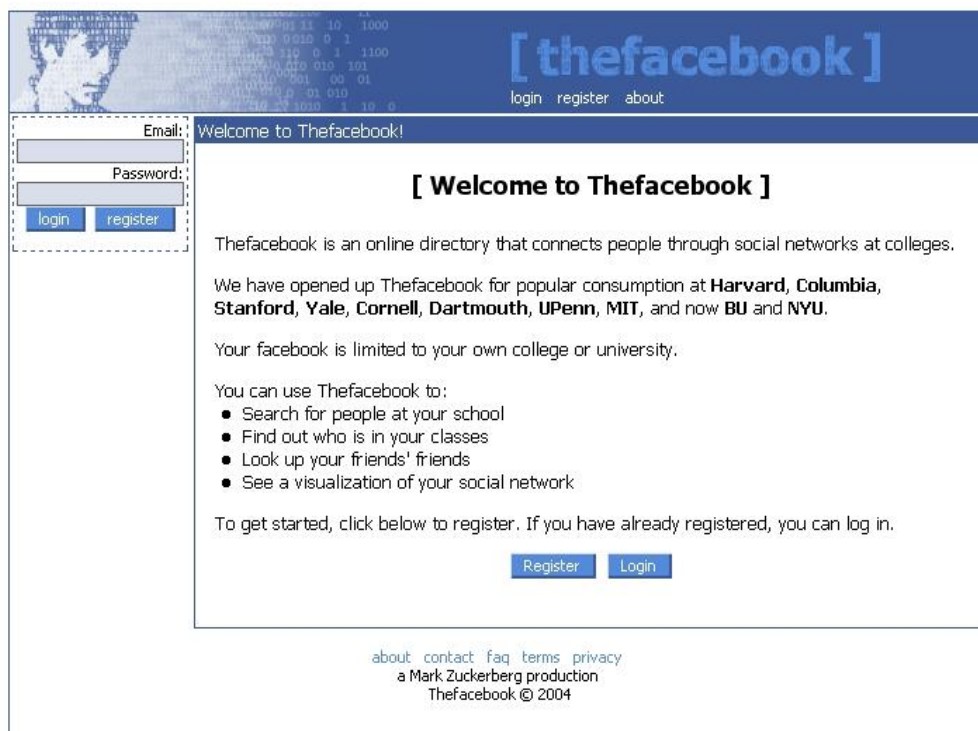 [ thefacebook ]
login register about
Email:
Password:
login register
Welcome to Thefacebook!
[ Welcome to Thefacebook ]
Thefacebook is an online directory that connects people through social networks at colleges.
We have opened up Thefacebook for popular consumption at Harvard, Columbia,
Stanford, Yale, Cornell, Dartmouth, UPenn, MIT, and now BU and NYU.
Your facebook is limited to your own college or university.
You can use Thefacebook to:
● Search for people at your school
● Find out who is in your classes
● Look up your friends' friends
● See a visualization of your social network
To get started, click below to register. If you have already registered, you can log in.
Register Login
about contact faq terms privacy
a Mark Zuckerberg production
Thefacebook © 2004